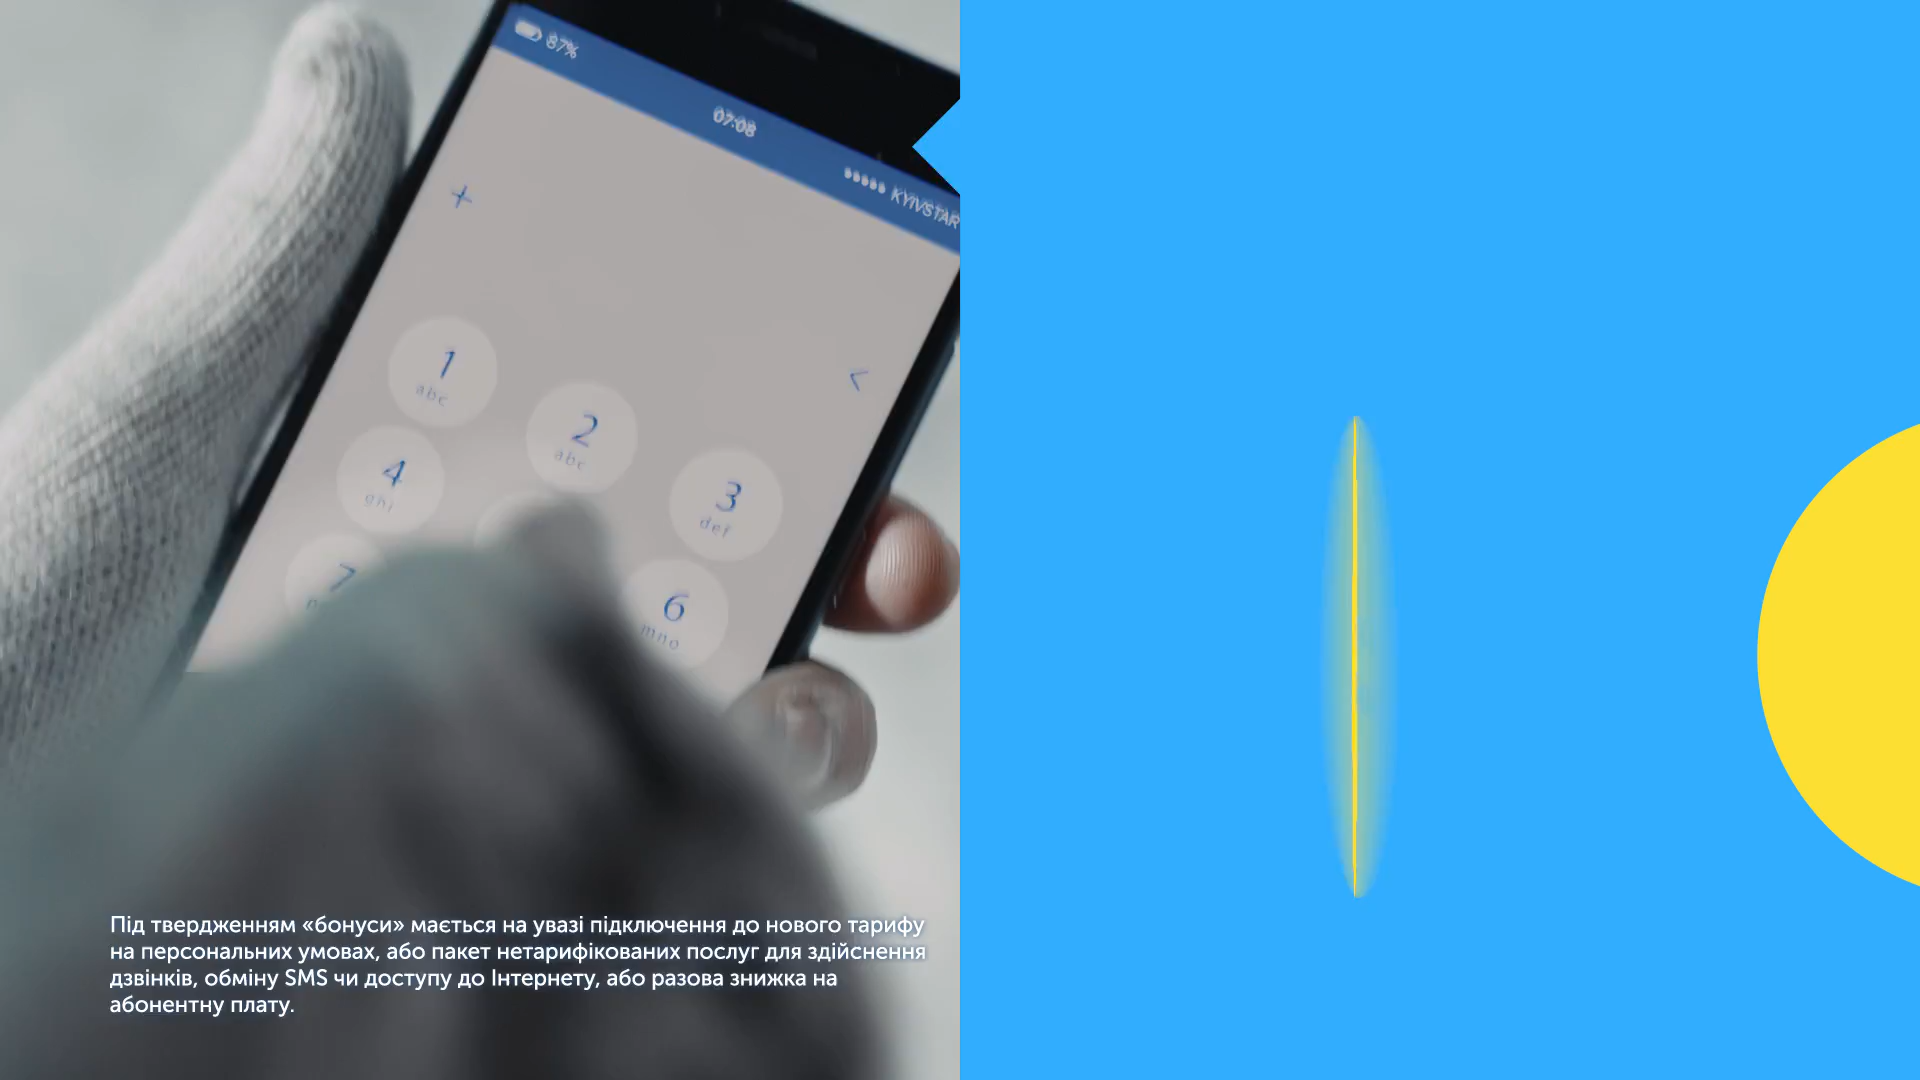 87%
07:08
KYIVSTAR
+
<
1
abc
2
abc
3
def
4
ghi
6
mno
7
Під твердженням «бонуси» мається на увазі підключення до нового тарифу
на персональних умовах, або пакет нетарифікованих послуг для здійснення
дзвінків, обміну SMS чи доступу до Інтернету, або разова знижка на
абонентну плату.